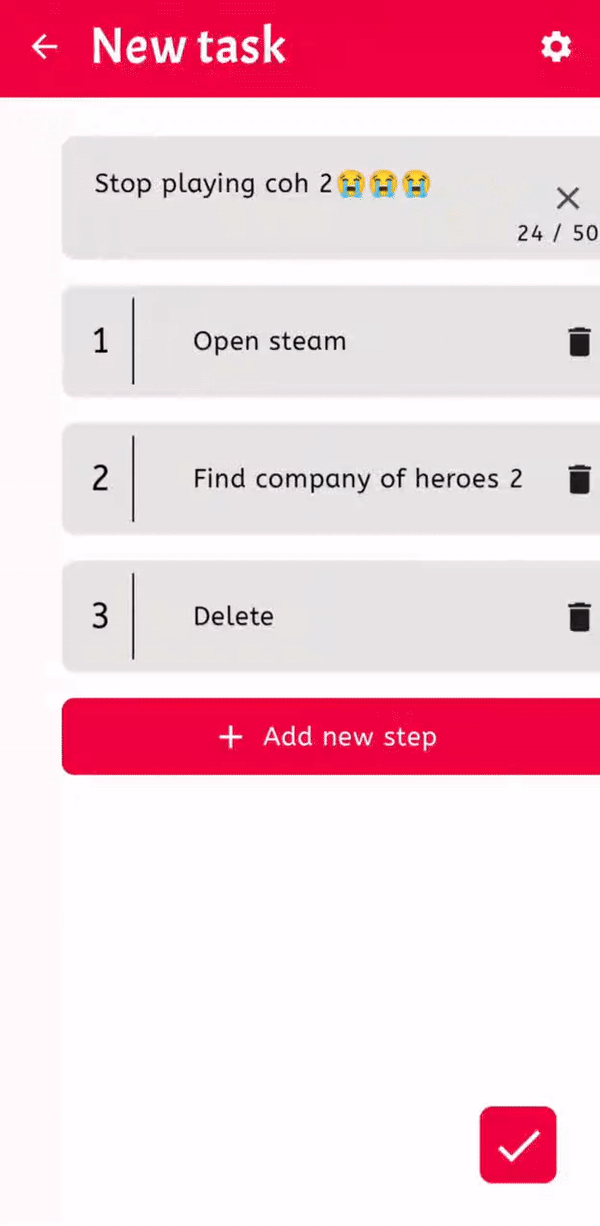 New task
Stop playing coh 2😭😭😭
24 / 50
1
Open steam
2
Find company of heroes 2
3
Delete
+ Add new step